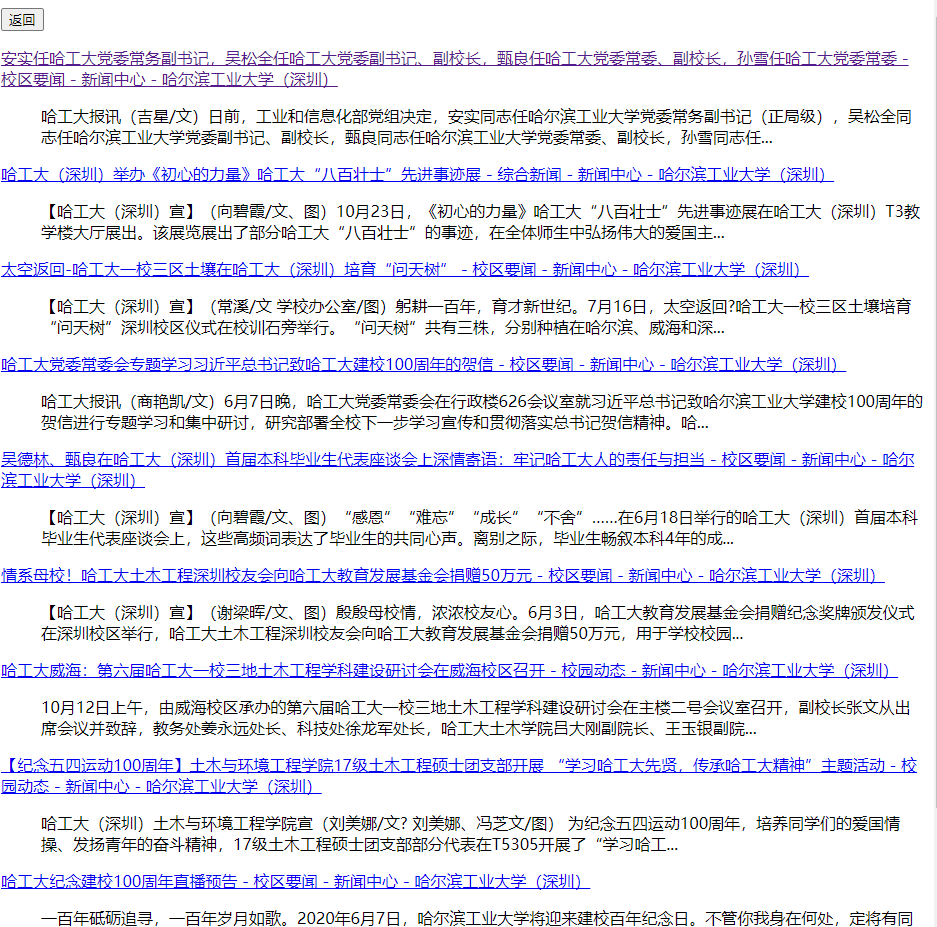 返回
安实任哈工大党委常务副书记，吴松全任哈工大党委副书记、副校长，甄良任哈工大党委常委、副校长，孙雪任哈工大党委常委 -
校区要闻 - 新闻中心 - 哈尔滨工业大学（深圳）
哈工大报讯（吉星/文）日前，工业和信息化部党组决定，安实同志任哈尔滨工业大学党委常务副书记（正局级），吴松全同
志任哈尔滨工业大学党委副书记、副校长，甄良同志任哈尔滨工业大学党委常委、副校长，孙雪同志任...
哈工大（深圳）举办《初心的力量》哈工大“八百壮士”先进事迹展 - 综合新闻 - 新闻中心 - 哈尔滨工业大学（深圳）
【哈工大（深圳）宣】（向碧霞/文、图）10月23日，《初心的力量》哈工大“八百壮士”先进事迹展在哈工大（深圳）T3教
学楼大厅展出。该展览展出了部分哈工大“八百壮士”的事迹，在全体师生中弘扬伟大的爱国主...
太空返回-哈工大一校三区土壤在哈工大（深圳）培育“问天树” - 校区要闻 - 新闻中心 - 哈尔滨工业大学（深圳）
【哈工大（深圳）宣】（常溪/文 学校办公室/图）躬耕一百年，育才新世纪。7月16日，太空返回?哈工大一校三区土壤培育
“问天树”深圳校区仪式在校训石旁举行。“问天树”共有三株，分别种植在哈尔滨、威海和深...
哈工大党委常委会专题学习习近平总书记致哈工大建校100周年的贺信 - 校区要闻 - 新闻中心 - 哈尔滨工业大学（深圳）
哈工大报讯（商艳凯/文）6月7日晚，哈工大党委常委会在行政楼626会议室就习近平总书记致哈尔滨工业大学建校100周年的
贺信进行专题学习和集中研讨，研究部署全校下一步学习宣传和贯彻落实总书记贺信精神。哈...
吴德林、甄良在哈工大（深圳）首届本科毕业生代表座谈会上深情寄语：牢记哈工大人的责任与担当 - 校区要闻 - 新闻中心 - 哈尔
滨工业大学（深圳）
【哈工大（深圳）宣】（向碧霞/文、图）“感恩”“难忘”“成长”“不舍”……在6月18日举行的哈工大（深圳）首届本科
毕业生代表座谈会上，这些高频词表达了毕业生的共同心声。离别之际，毕业生畅叙本科4年的成...
情系母校！哈工大土木工程深圳校友会向哈工大教育发展基金会捐赠50万元 - 校区要闻 - 新闻中心 - 哈尔滨工业大学（深圳）
【哈工大（深圳）宣】（谢梁晖/文、图）殷殷母校情，浓浓校友心。6月3日，哈工大教育发展基金会捐赠纪念奖牌颁发仪式
在深圳校区举行，哈工大土木工程深圳校友会向哈工大教育发展基金会捐赠50万元，用于学校校园...
哈工大威海：第六届哈工大一校三地土木工程学科建设研讨会在威海校区召开 - 校园动态 - 新闻中心 - 哈尔滨工业大学（深圳）
10月12日上午，由威海校区承办的第六届哈工大一校三地土木工程学科建设研讨会在主楼二号会议室召开，副校长张文从出
席会议并致辞，教务处姜永远处长、科技处徐龙军处长，哈工大土木学院吕大刚副院长、王玉银副院...
【纪念五四运动100周年】土木与环境工程学院17级土木工程硕士团支部开展 “学习哈工大先贤，传承哈工大精神”主题活动 - 校
园动态 - 新闻中心 - 哈尔滨工业大学（深圳）
哈工大（深圳）土木与环境工程学院宣（刘美娜/文? 刘美娜、冯芝文/图） 为纪念五四运动100周年，培养同学们的爱国情
操、发扬青年的奋斗精神，17级土木工程硕士团支部部分代表在T5305开展了“学习哈工...
哈工大纪念建校100周年直播预告 - 校区要闻 - 新闻中心 - 哈尔滨工业大学（深圳）
一百年砥砺追寻，一百年岁月如歌。2020年6月7日，哈尔滨工业大学将迎来建校百年纪念日。不管你我身在何处，定将有同